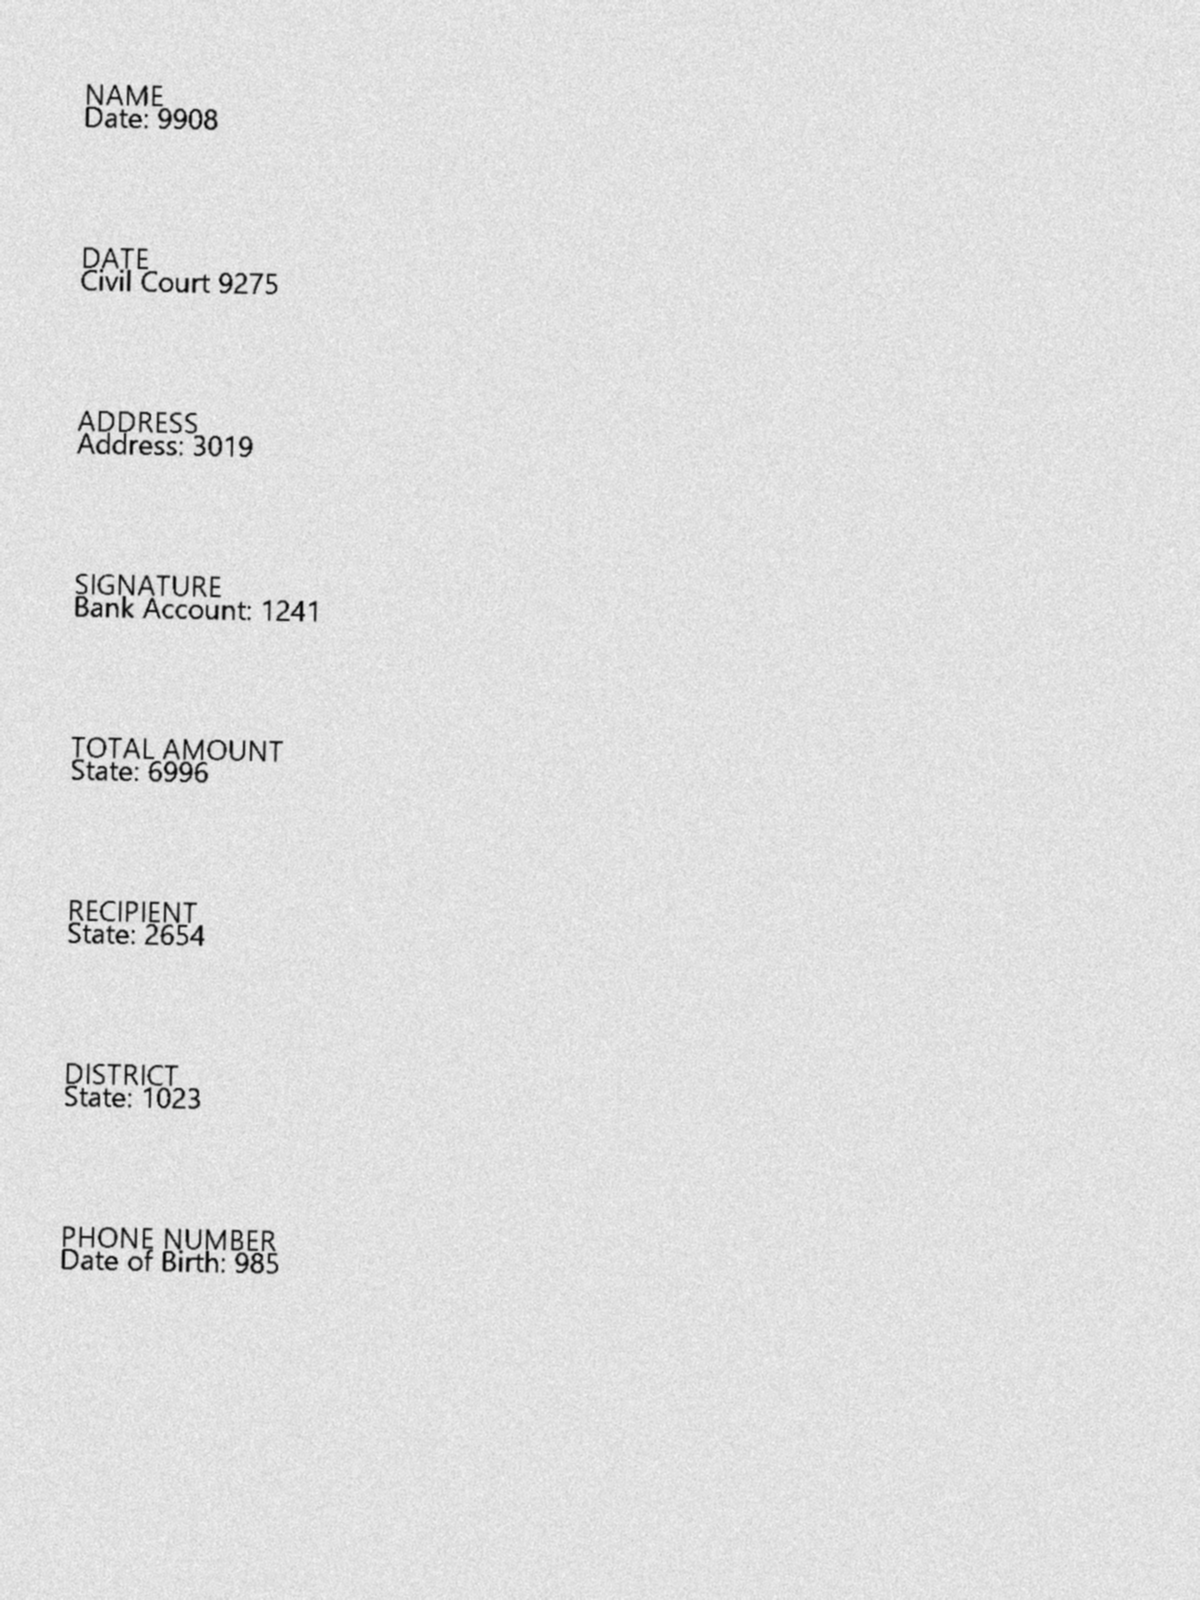 NAME
Date: 9908
DATE
Civil Court 9275
ADDRESS
Address: 3019
SIGNATURE
Bank Account: 1241
TOTAL AMOUNT
State: 6996
RECIPIENT
State: 2654
DISTRICT
State: 1023
PHONE NUMBER
Date of Birth: 985